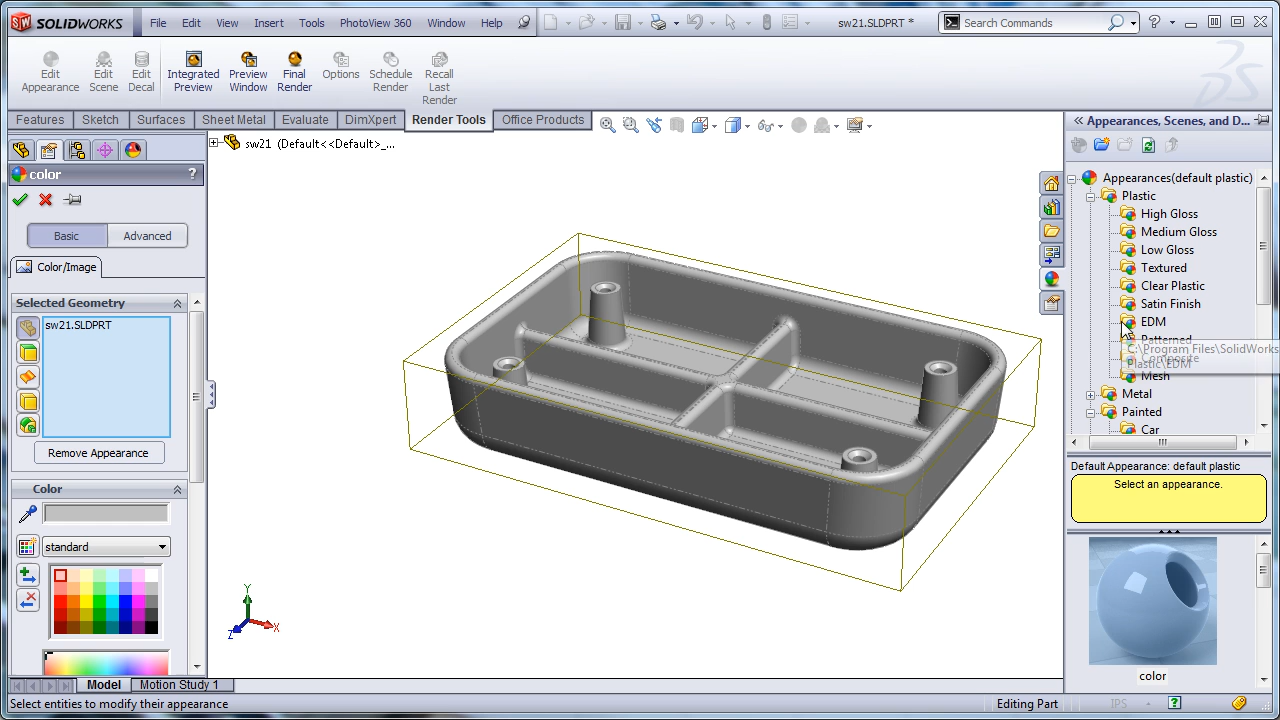 SOLIDWORKS File Edit View Insert Tools PhotoView 360 Window Help sw21.SLDPRT * Search Commands ?
Edit Appearance
Edit Scene
Edit Decal
Integrated Preview
Preview Window
Final Render
Options
Schedule Render
Recall Last Render
Features Sketch Surfaces Sheet Metal Evaluate DimXpert Render Tools Office Products
sw21 (Default<<Default>_...
color ?
Basic Advanced
Color/Image
Selected Geometry
sw21.SLDPRT
Remove Appearance
Color
standard
Y
X
Z
Appearances, Scenes, and D...
Appearances(default plastic)
Plastic
High Gloss
Medium Gloss
Low Gloss
Textured
Clear Plastic
Satin Finish
EDM
Patterned
C:\Program Files\SolidWorks
Composite
Plastic\EDM
Mesh
Metal
Painted
Car
Default Appearance: default plastic
Select an appearance.
color
Model Motion Study 1
Select entities to modify their appearance Editing Part IPS ?